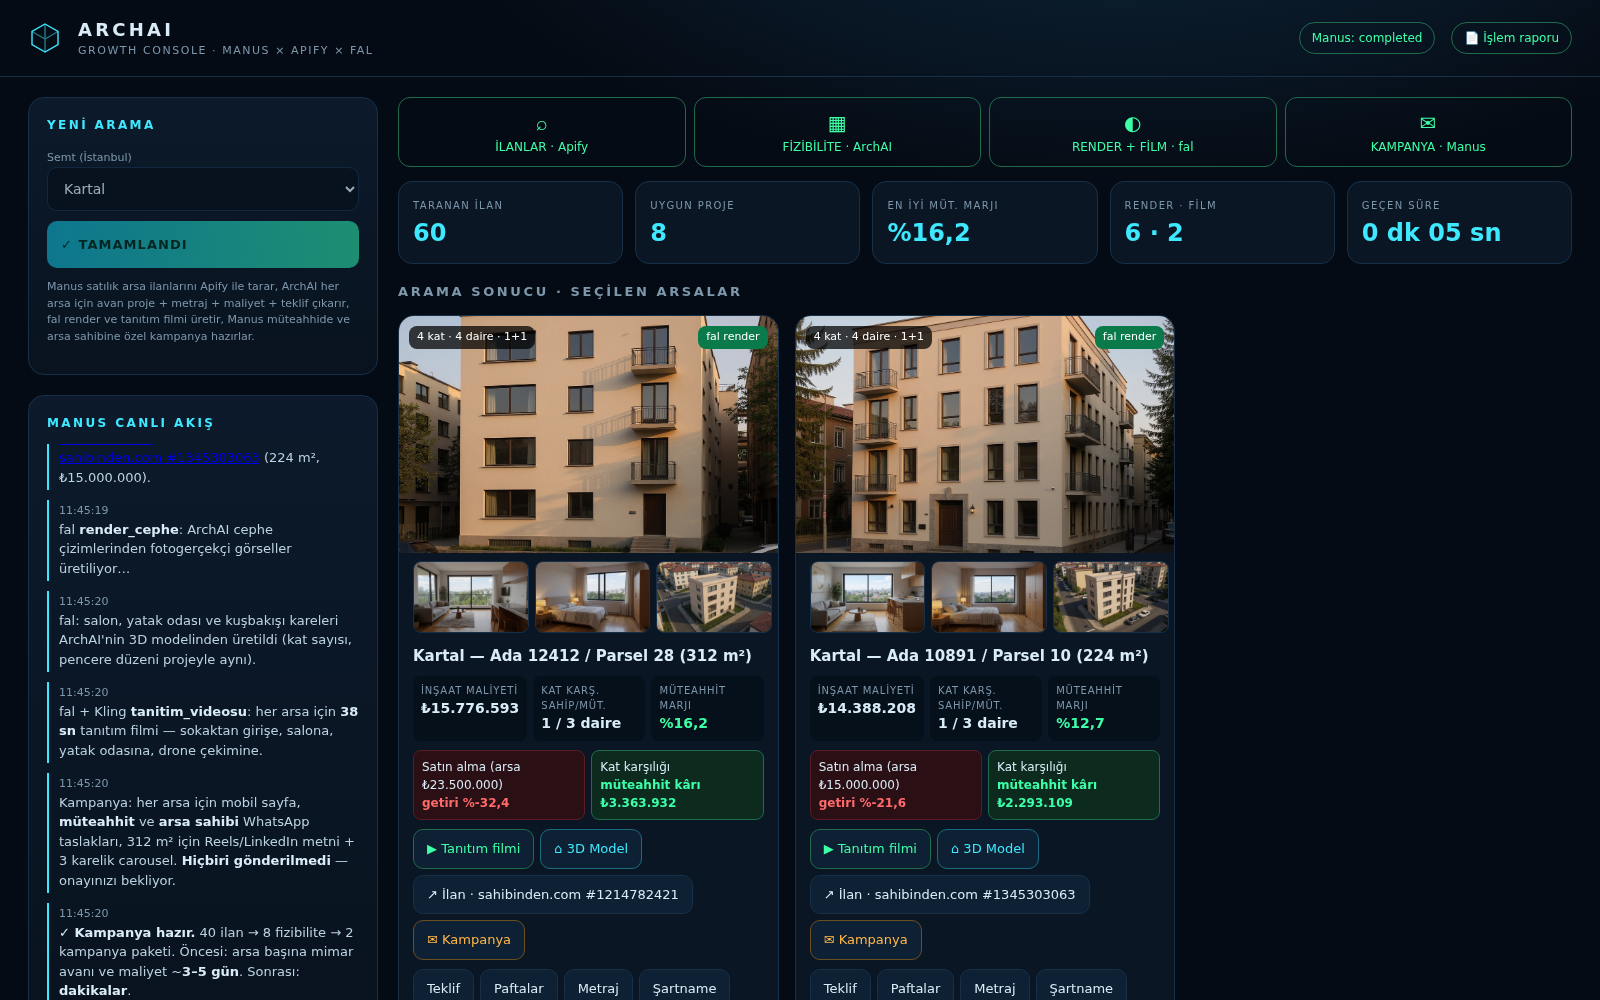 ARCHAI
GROWTH CONSOLE · MANUS × APIFY × FAL
Manus: completed
📄 İşlem raporu
YENİ ARAMA
Semt (İstanbul)
Kartal
✓ TAMAMLANDI
Manus satılık arsa ilanlarını Apify ile tarar, ArchAI her
arsa için avan proje + metraj + maliyet + teklif çıkarır,
fal render ve tanıtım filmi üretir, Manus müteahhide ve
arsa sahibine özel kampanya hazırlar.
MANUS CANLI AKIŞ
sahibinden.com #1345303063 (224 m²,
₺15.000.000).
11:45:19
fal render_cephe: ArchAI cephe
çizimlerinden fotogerçekçi görseller
üretiliyor…
11:45:20
fal: salon, yatak odası ve kuşbakışı kareleri
ArchAI'nin 3D modelinden üretildi (kat sayısı,
pencere düzeni projeyle aynı).
11:45:20
fal + Kling tanitim_videosu: her arsa için 38
sn tanıtım filmi — sokaktan girişe, salona,
yatak odasına, drone çekimine.
11:45:20
Kampanya: her arsa için mobil sayfa,
müteahhit ve arsa sahibi WhatsApp
taslakları, 312 m² için Reels/LinkedIn metni +
3 karelik carousel. Hiçbiri gönderilmedi —
onayınızı bekliyor.
11:45:20
✓ Kampanya hazır. 40 ilan → 8 fizibilite → 2
kampanya paketi. Öncesi: arsa başına mimar
avanı ve maliyet ~3–5 gün. Sonrası:
dakikalar.
⌕
İLANLAR · Apify
▦
FİZİBİLİTE · ArchAI
◐
RENDER + FİLM · fal
✉
KAMPANYA · Manus
TARANAN İLAN
60
UYGUN PROJE
8
EN İYİ MÜT. MARJI
%16,2
RENDER · FİLM
6 · 2
GEÇEN SÜRE
0 dk 05 sn
ARAMA SONUCU · SEÇİLEN ARSALAR
4 kat · 4 daire · 1+1
fal render
Kartal — Ada 12412 / Parsel 28 (312 m²)
İNŞAAT MALİYETİ
₺15.776.593
KAT KARŞ.
SAHİP/MÜT.
1 / 3 daire
MÜTEAHHİT
MARJI
%16,2
Satın alma (arsa
₺23.500.000)
getiri %-32,4
Kat karşılığı
müteahhit kârı
₺3.363.932
▶ Tanıtım filmi
⌂ 3D Model
↗ İlan · sahibinden.com #1214782421
✉ Kampanya
Teklif
Paftalar
Metraj
Şartname
4 kat · 4 daire · 1+1
fal render
Kartal — Ada 10891 / Parsel 10 (224 m²)
İNŞAAT MALİYETİ
₺14.388.208
KAT KARŞ.
SAHİP/MÜT.
1 / 3 daire
MÜTEAHHİT
MARJI
%12,7
Satın alma (arsa
₺15.000.000)
getiri %-21,6
Kat karşılığı
müteahhit kârı
₺2.293.109
▶ Tanıtım filmi
⌂ 3D Model
↗ İlan · sahibinden.com #1345303063
✉ Kampanya
Teklif
Paftalar
Metraj
Şartname